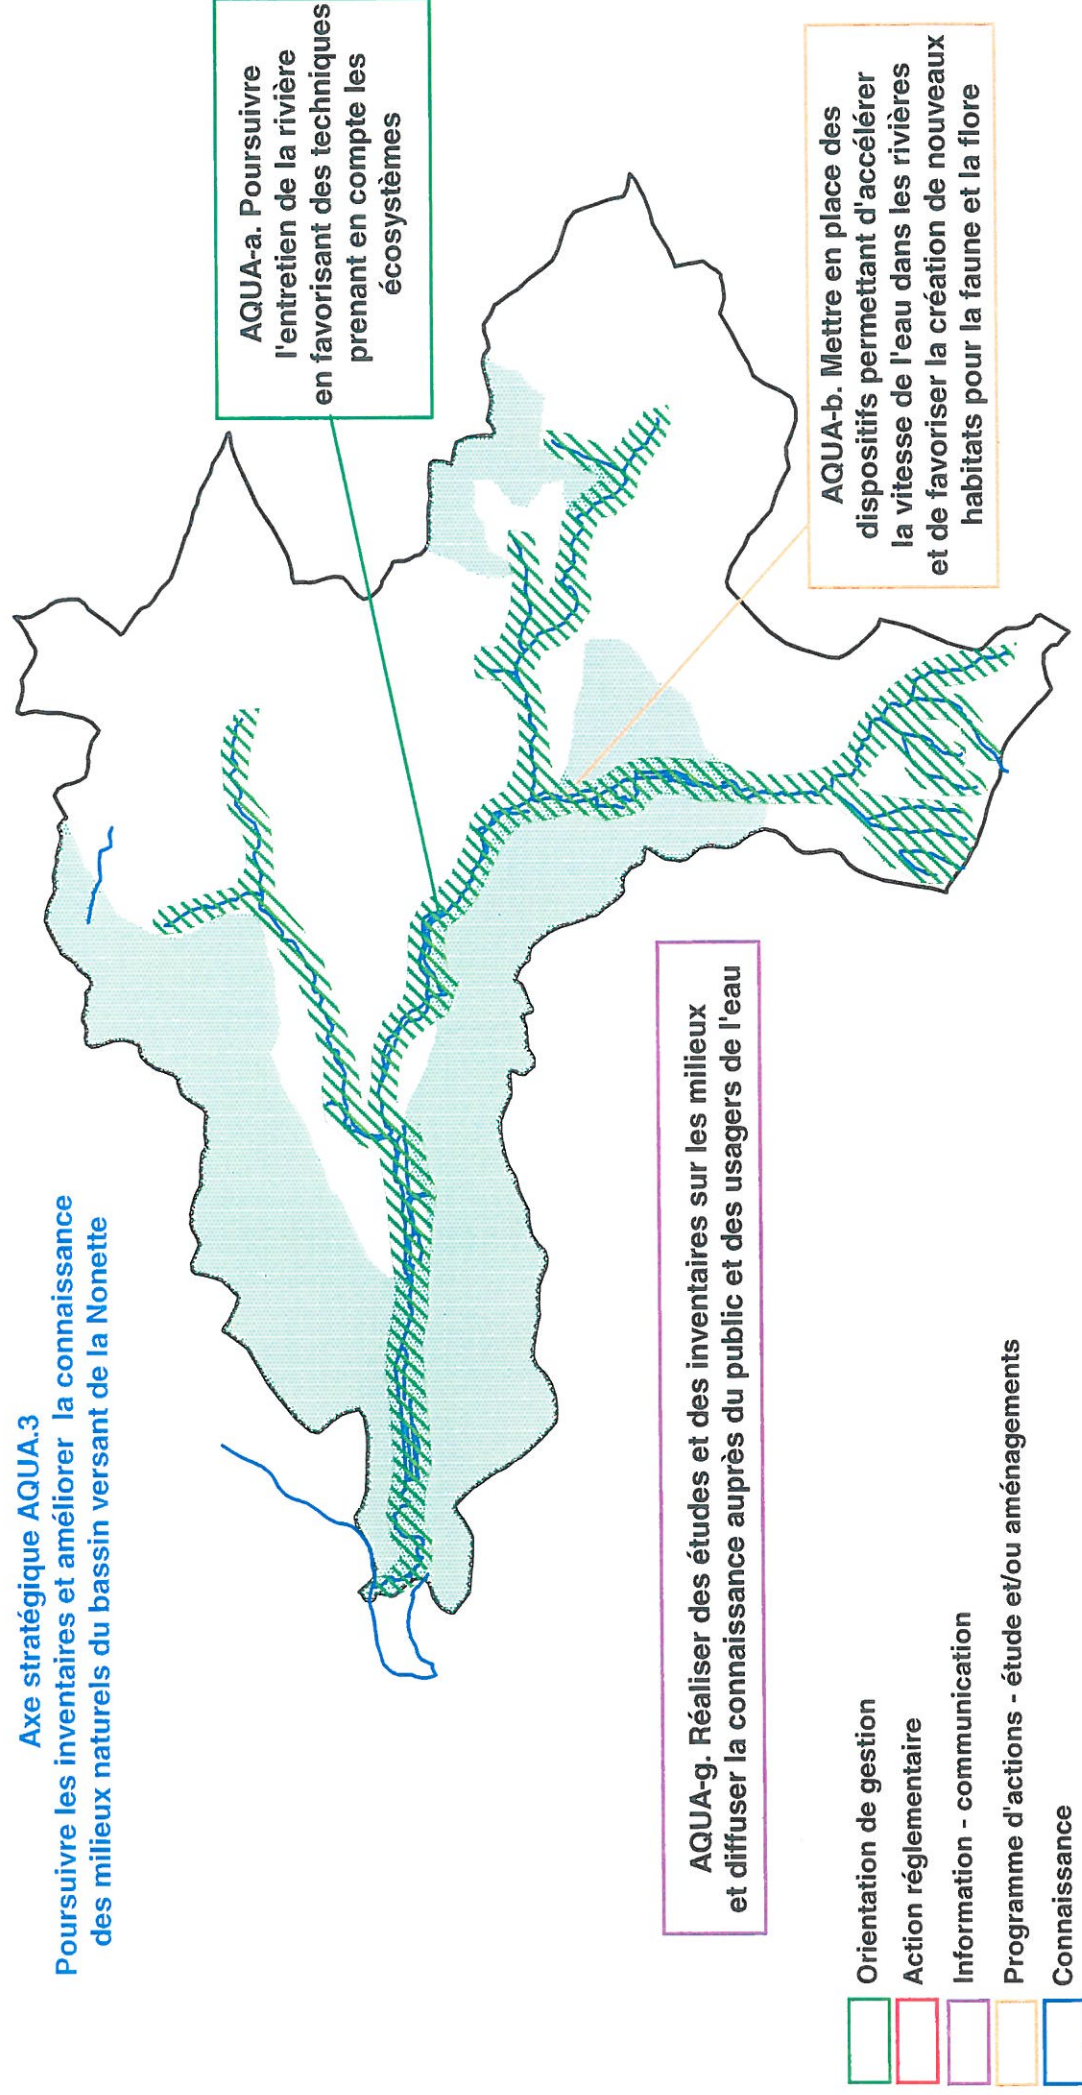 Axe stratégique AQUA.3
Poursuivre les inventaires et améliorer la connaissance
des milieux naturels du bassin versant de la Nonette
AQUA-a. Poursuivre
l'entretien de la rivière
en favorisant des techniques
prenant en compte les
écosystèmes
AQUA-b. Mettre en place des
dispositifs permettant d'accélérer
la vitesse de l'eau dans les rivières
et de favoriser la création de nouveaux
habitats pour la faune et la flore
AQUA-g. Réaliser des études et des inventaires sur les milieux
et diffuser la connaissance auprès du public et des usagers de l'eau
Orientation de gestion
Action réglementaire
Information - communication
Programme d'actions - étude et/ou aménagements
Connaissance